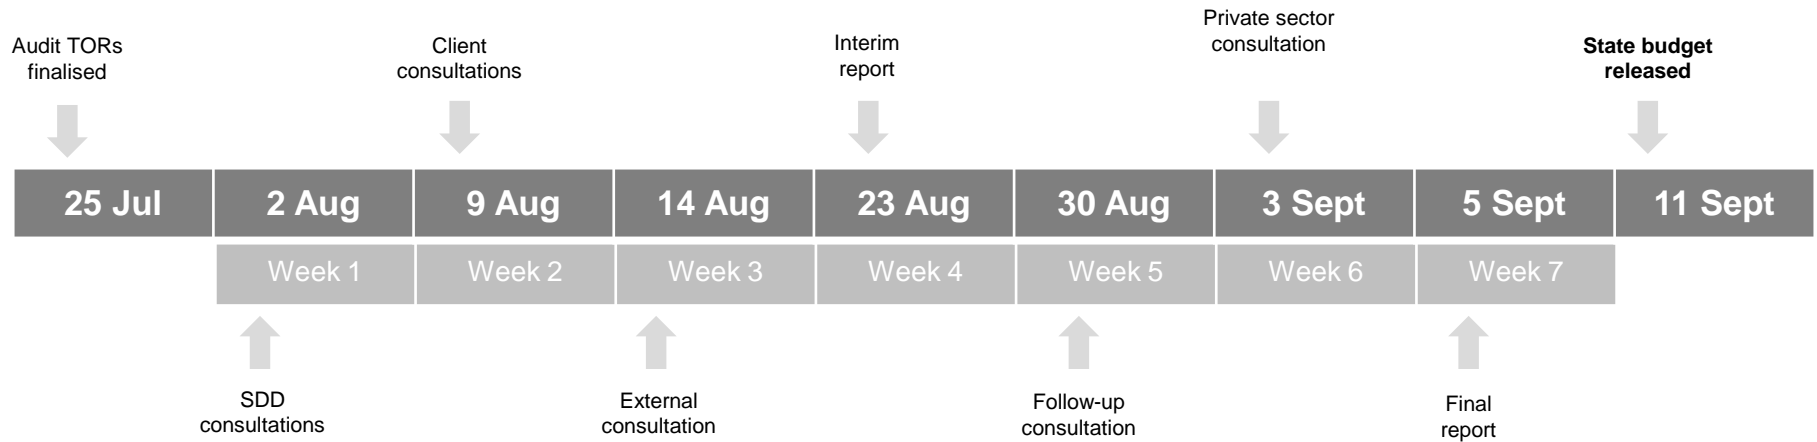 Audit TORs
finalised
Client
consultations
Interim
report
Private sector
consultation
State budget
released
25 Jul
2 Aug
9 Aug
14 Aug
23 Aug
30 Aug
3 Sept
5 Sept
11 Sept
Week 1
Week 2
Week 3
Week 4
Week 5
Week 6
Week 7
SDD
consultations
External
consultation
Follow-up
consultation
Final
report